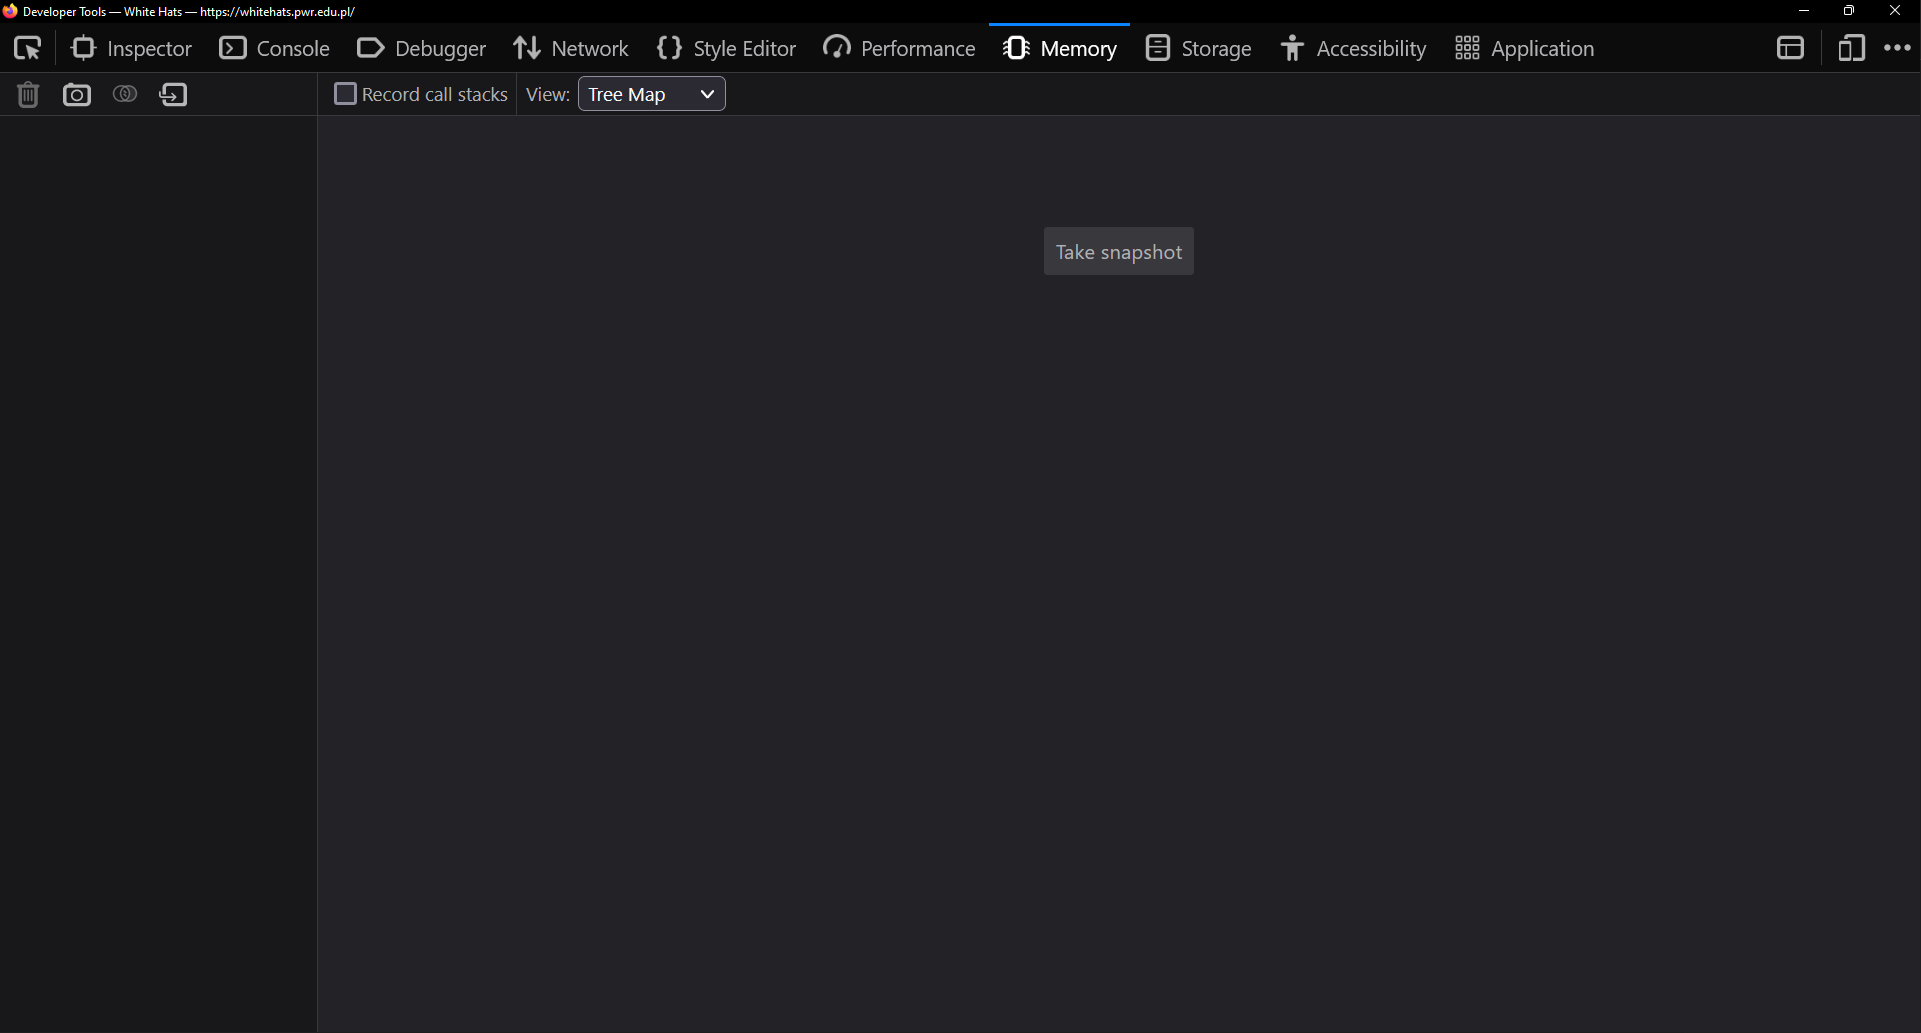 Developer Tools — White Hats — https://whitehats.pwr.edu.pl/
Inspector Console Debugger Network Style Editor Performance Memory Storage Accessibility Application
Record call stacks View: Tree Map
Take snapshot